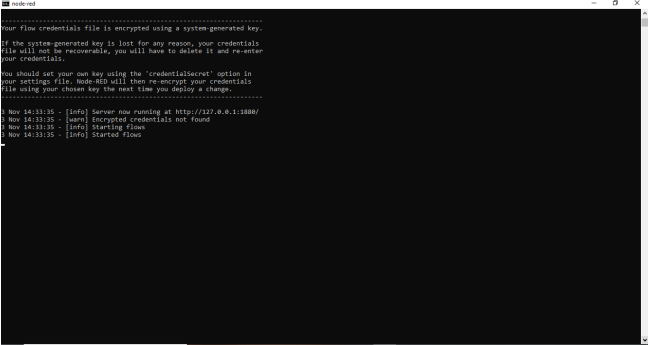 node-red
---------------------------------------------------------------------
Your flow credentials file is encrypted using a system-generated key.
If the system-generated key is lost for any reason, your credentials
file will not be recoverable, you will have to delete it and re-enter
your credentials.
You should set your own key using the 'credentialSecret' option in
your settings file. Node-RED will then re-encrypt your credentials
file using your chosen key the next time you deploy a change.
---------------------------------------------------------------------
3 Nov 14:33:35 - [info] Server now running at http://127.0.0.1:1880/
3 Nov 14:33:35 - [warn] Encrypted credentials not found
3 Nov 14:33:35 - [info] Starting flows
3 Nov 14:33:35 - [info] Started flows